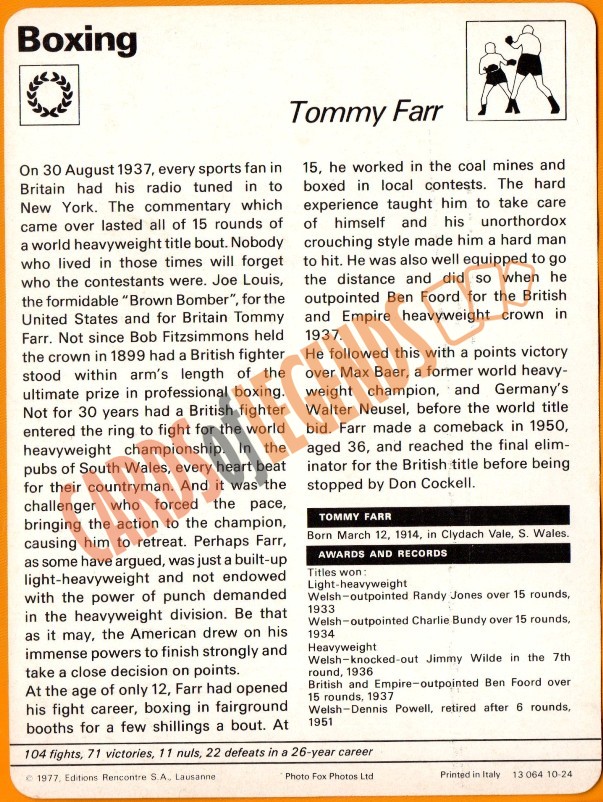 Boxing
Tommy Farr
On 30 August 1937, every sports fan in
Britain had his radio tuned in to
New York. The commentary which
came over lasted all of 15 rounds of
a world heavyweight title bout. Nobody
who lived in those times will forget
who the contestants were. Joe Louis,
the formidable "Brown Bomber", for the
United States and for Britain Tommy
Farr. Not since Bob Fitzsimmons held
the crown in 1899 had a British fighter
stood within arm's length of the
ultimate prize in professional boxing.
Not for 30 years had a British fighter
entered the ring to fight for the world
heavyweight championship. In the
pubs of South Wales, every heart beat
for their countryman. And it was the
challenger who forced the pace,
bringing the action to the champion,
causing him to retreat. Perhaps Farr,
as some have argued, was just a built-up
light-heavyweight and not endowed
with the power of punch demanded
in the heavyweight division. Be that
as it may, the American drew on his
immense powers to finish strongly and
take a close decision on points.
At the age of only 12, Farr had opened
his fight career, boxing in fairground
booths for a few shillings a bout. At
15, he worked in the coal mines and
boxed in local contests. The hard
experience taught him to take care
of himself and his unorthodox
crouching style made him a hard man
to hit. He was also well equipped to go
the distance and did so when he
outpointed Ben Foord for the British
and Empire heavyweight crown in
1937.
He followed this with a points victory
over Max Baer, a former world heavy-
weight champion, and Germany's
Walter Neusel, before the world title
bid. Farr made a comeback in 1950,
aged 36, and reached the final elim-
inator for the British title before being
stopped by Don Cockell.
TOMMY FARR
Born March 12, 1914, in Clydach Vale, S. Wales.
AWARDS AND RECORDS
Titles won:
Light-heavyweight
Welsh-outpointed Randy Jones over 15 rounds,
1933
Welsh-outpointed Charlie Bundy over 15 rounds,
1934
Heavyweight
Welsh-knocked-out Jimmy Wilde in the 7th
round, 1936
British and Empire-outpointed Ben Foord over
15 rounds, 1937
Welsh-Dennis Powell, retired after 6 rounds,
1951
104 fights, 71 victories, 11 nuls, 22 defeats in a 26-year career
© 1977, Editions Rencontre S.A., Lausanne
Photo Fox Photos Ltd
Printed in Italy 13 064 10-24
CARDS of LEGENDS